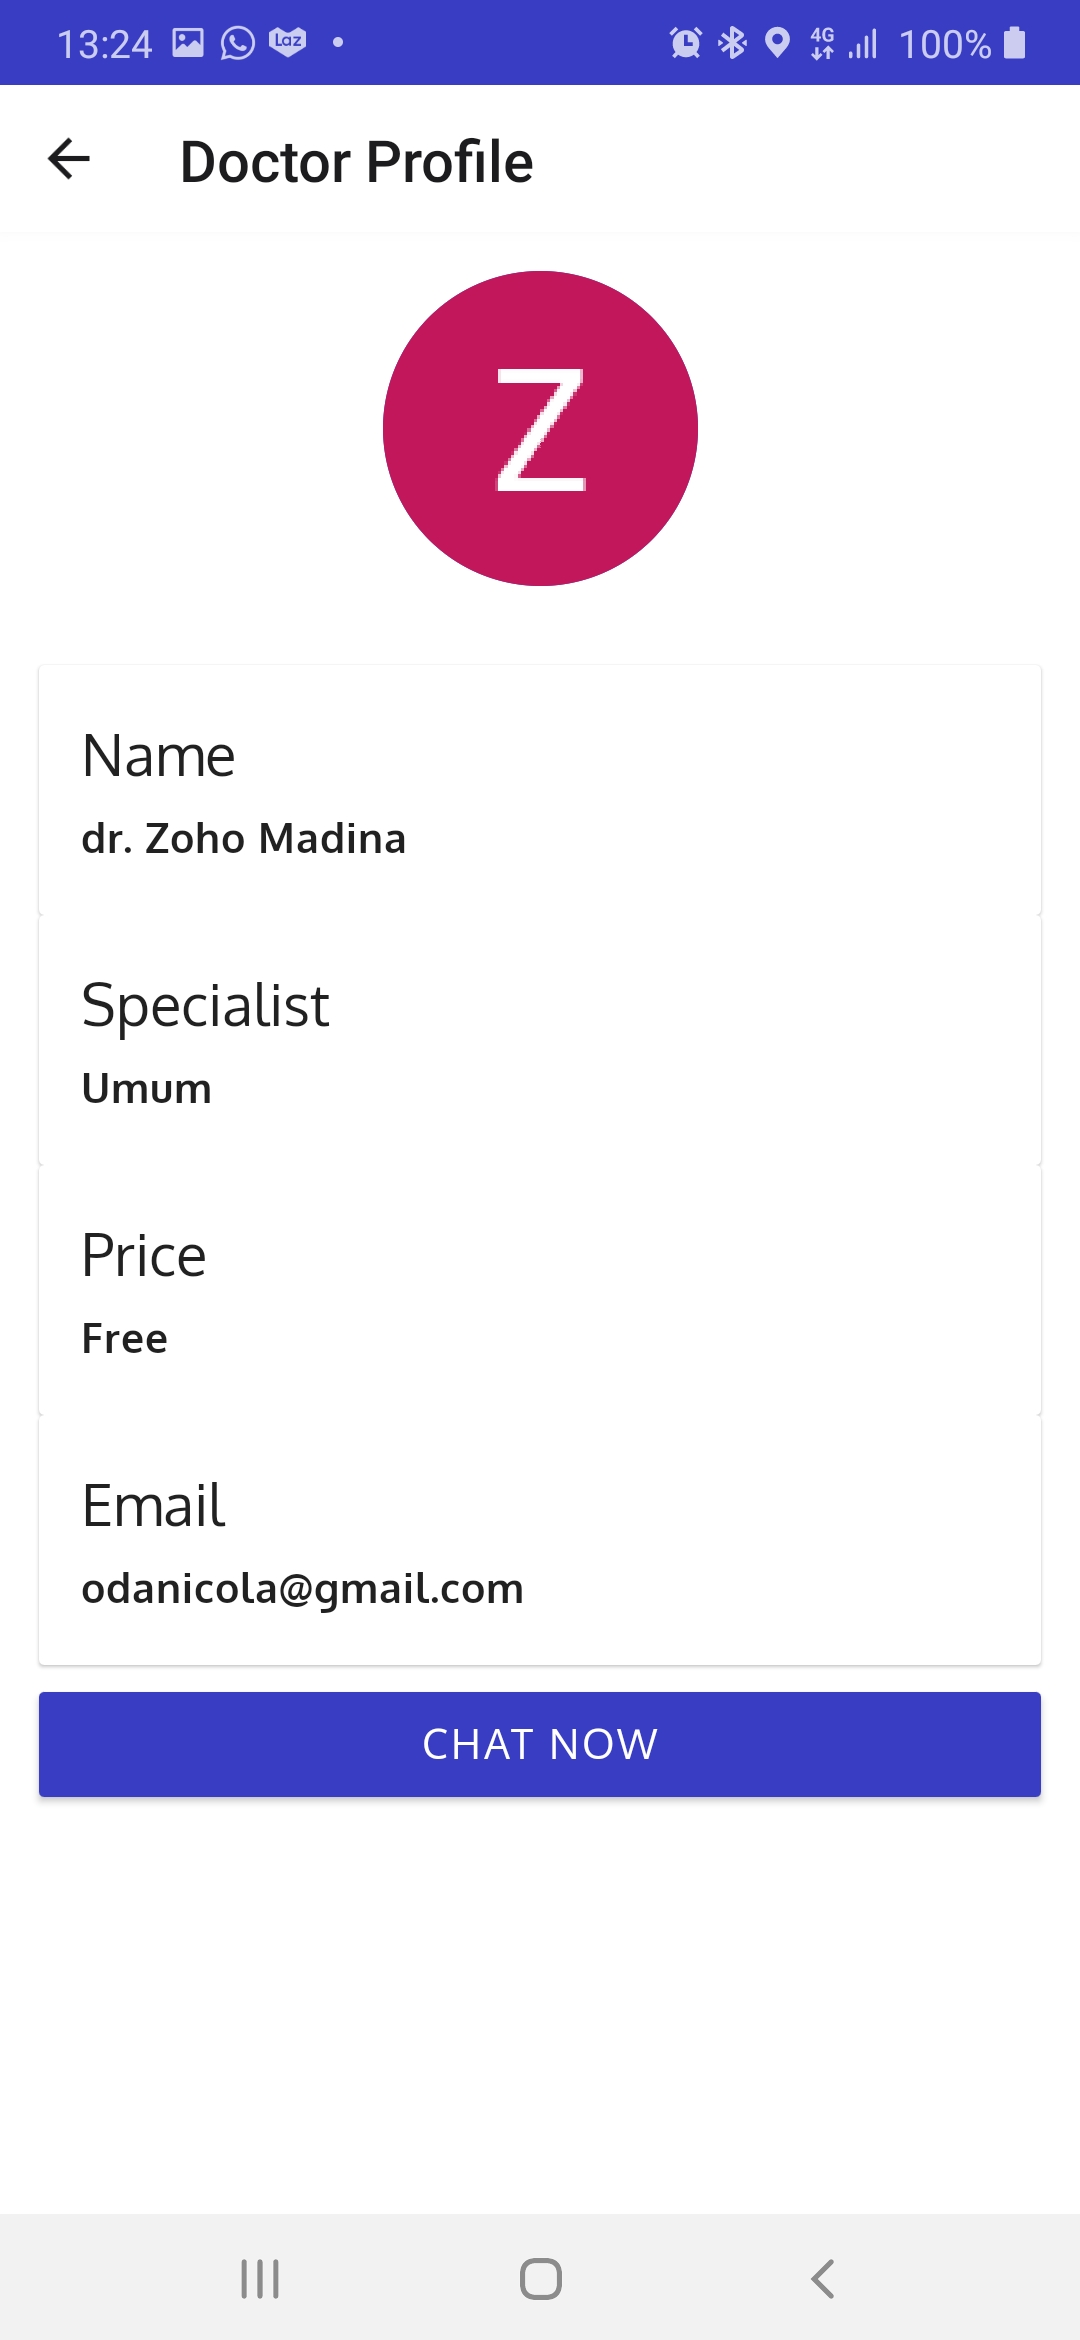 13:24 Laz 4G 100%
Doctor Profile
Z
Name
dr. Zoho Madina
Specialist
Umum
Price
Free
Email
odanicola@gmail.com
CHAT NOW